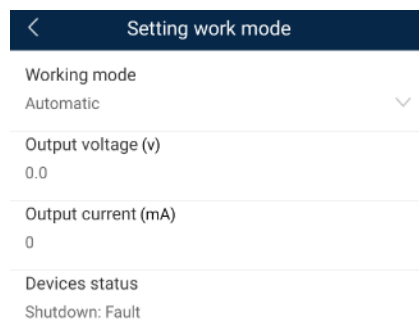 Setting work mode
Working mode
Automatic
Output voltage (v)
0.0
Output current (mA)
0
Devices status
Shutdown: Fault